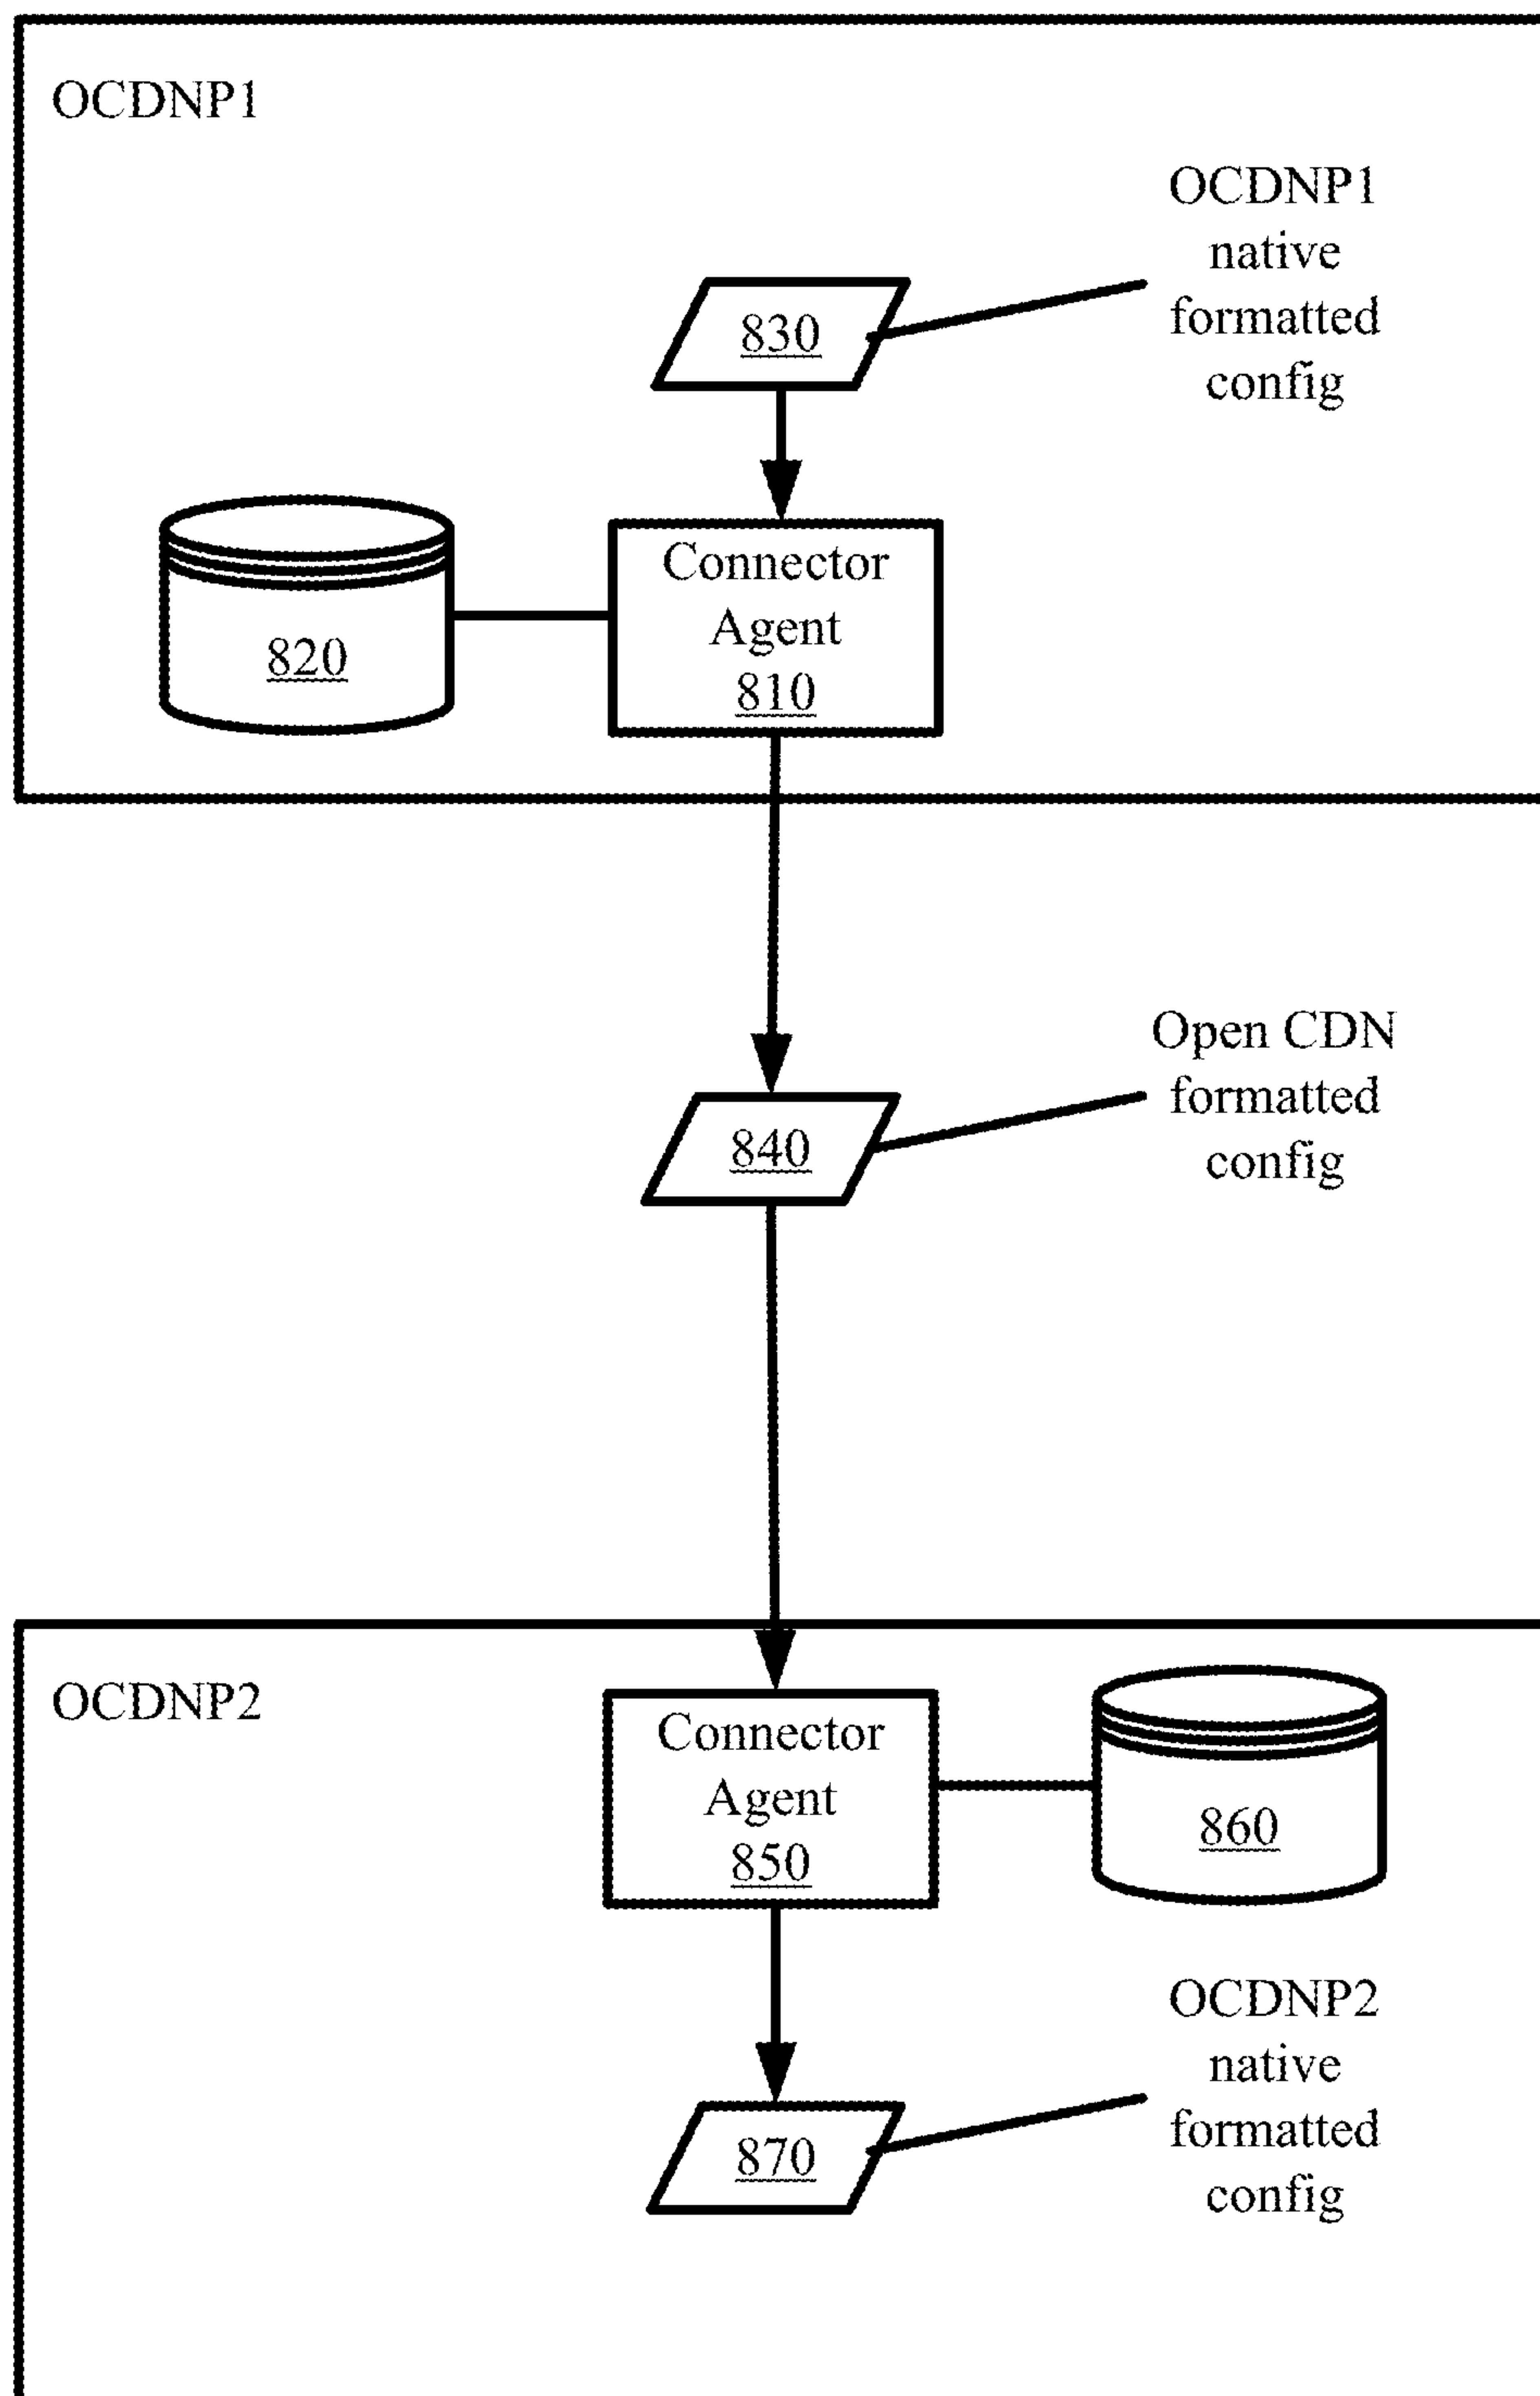 OCDNP1
OCDNP1
native
formatted
config
830
Connector
Agent
810
820
Open CDN
formatted
config
840
OCDNP2
Connector
Agent
850
860
OCDNP2
native
formatted
config
870